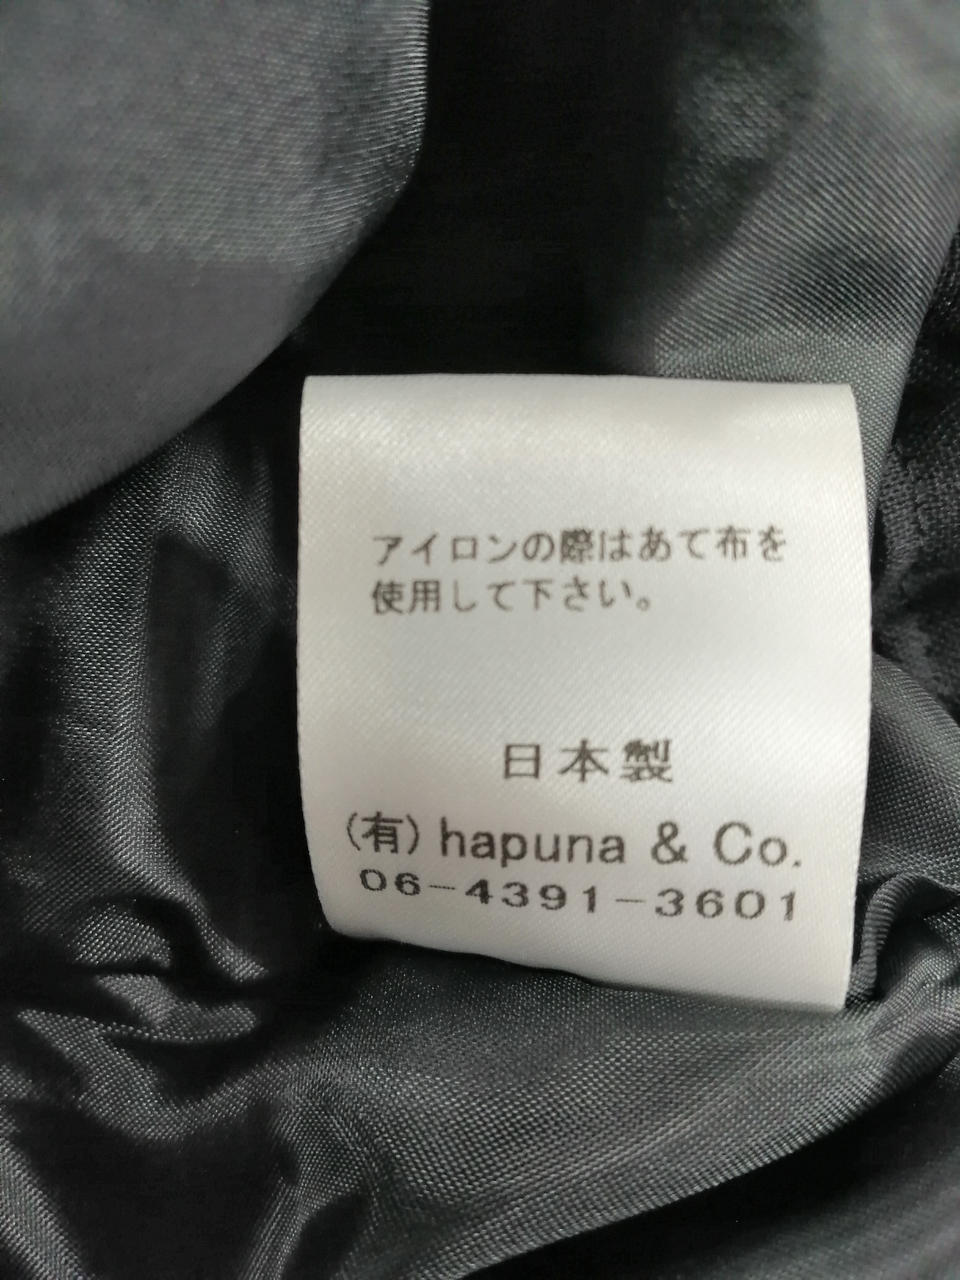 アイロンの際はあて布を
使用して下さい。
日本製
(有) hapuna & Co.
06-4391-3601